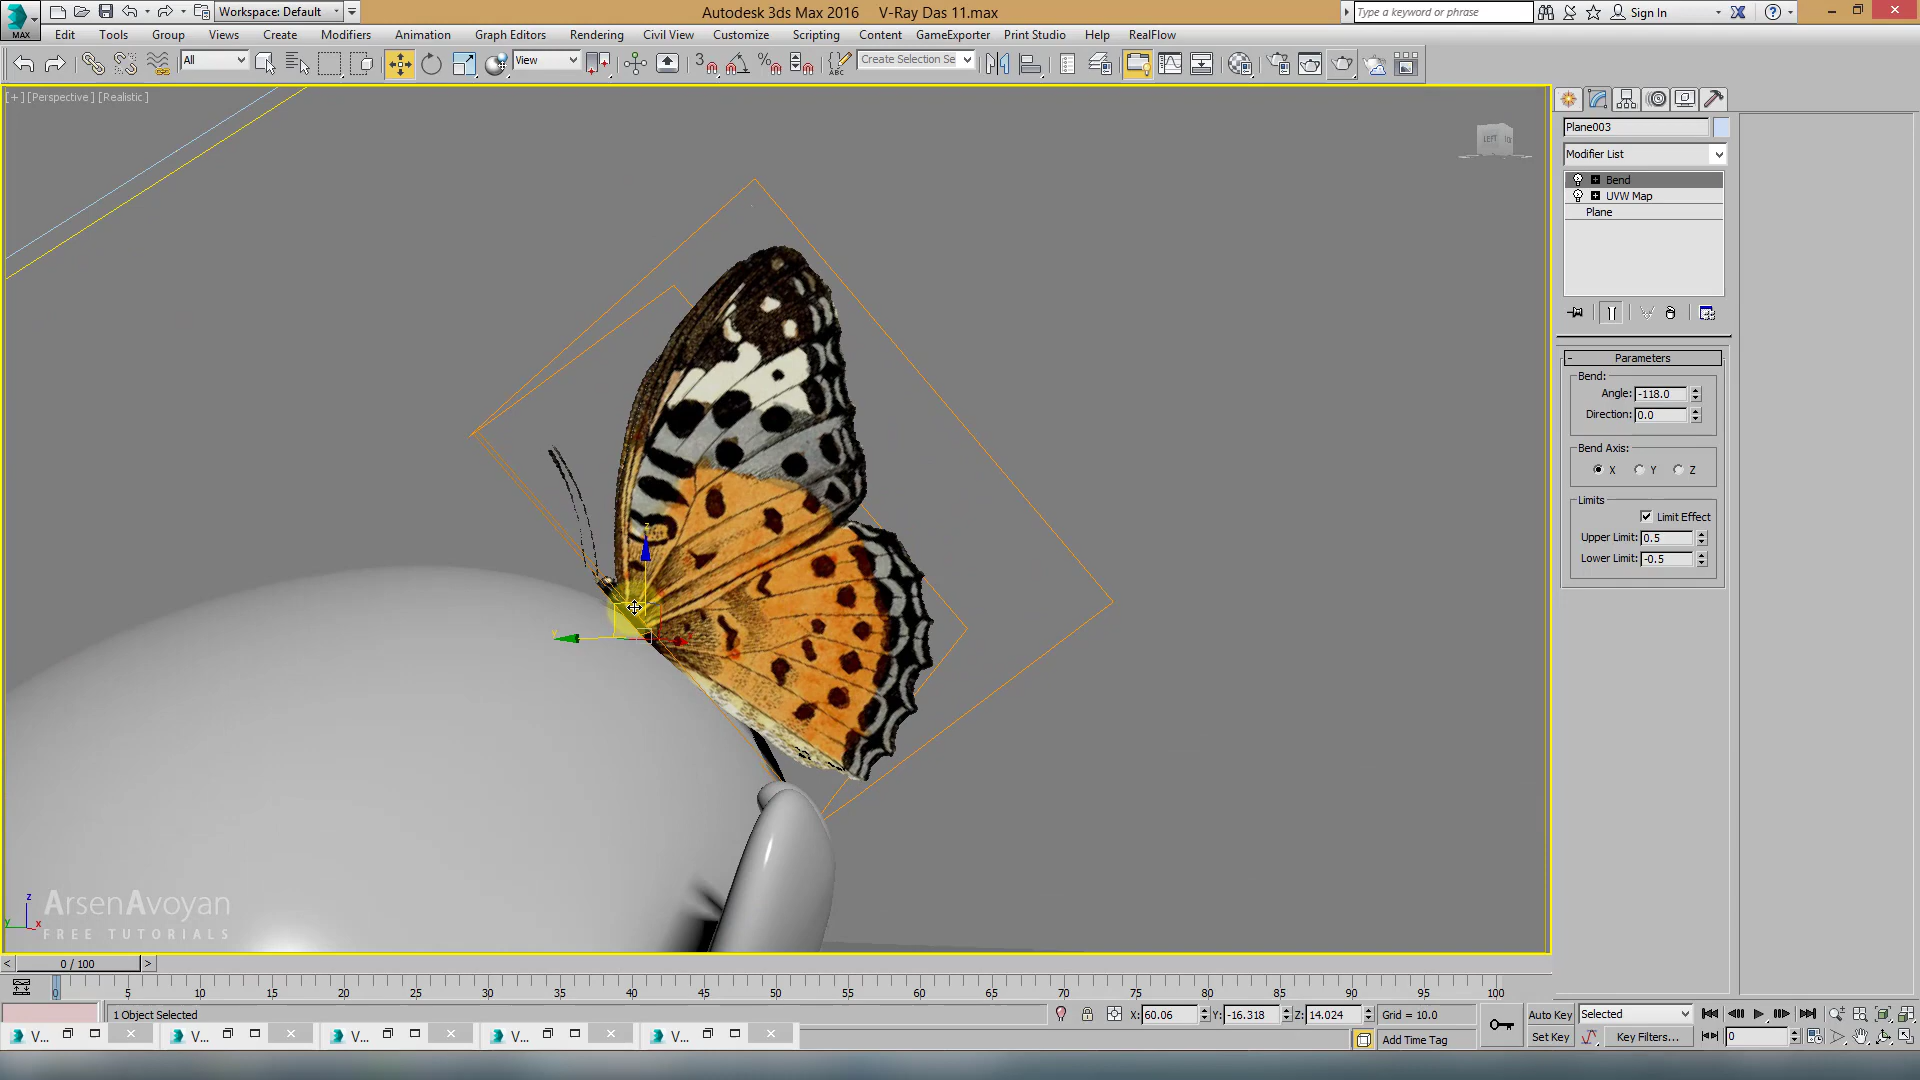 Workspace: Default
Autodesk 3ds Max 2016 V-Ray Das 11.max
Type a keyword or phrase
Sign In
MAX
Edit Tools Group Views Create Modifiers Animation Graph Editors Rendering Civil View Customize Scripting Content GameExporter Print Studio Help RealFlow
All
View
3
ABC
Create Selection Se
[+] [Perspective] [Realistic]
LEFT
Plane003
Modifier List
Bend
UVW Map
Plane
Parameters
Bend:
Angle: -118.0
Direction: 0.0
Bend Axis:
X Y Z
Limits
Limit Effect
Upper Limit: 0.5
Lower Limit: -0.5
z
y
z
y x
ArsenAvoyan
FREE TUTORIALS
< 0 / 100 >
0 5 10 15 20 25 30 35 40 45 50 55 60 65 70 75 80 85 90 95 100
1 Object Selected
X: 60.06 Y: -16.318 Z: 14.024 Grid = 10.0
Auto Key Selected
V... V... V... V... V...
Add Time Tag
Set Key Key Filters... 0